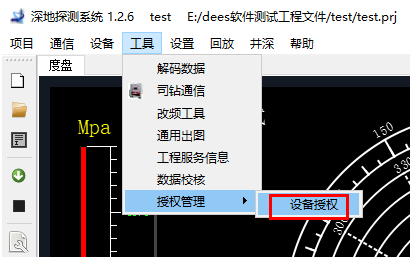 深地探测系统 1.2.6 test E:/dees软件测试工程文件/test/test.prj
项目 通信 设备 工具 设置 回放 井深 帮助
度盘
解码数据
司钻通信
改频工具
通用出图
工程服务信息
数据校核
授权管理
设备授权
Mpa
150
330
300